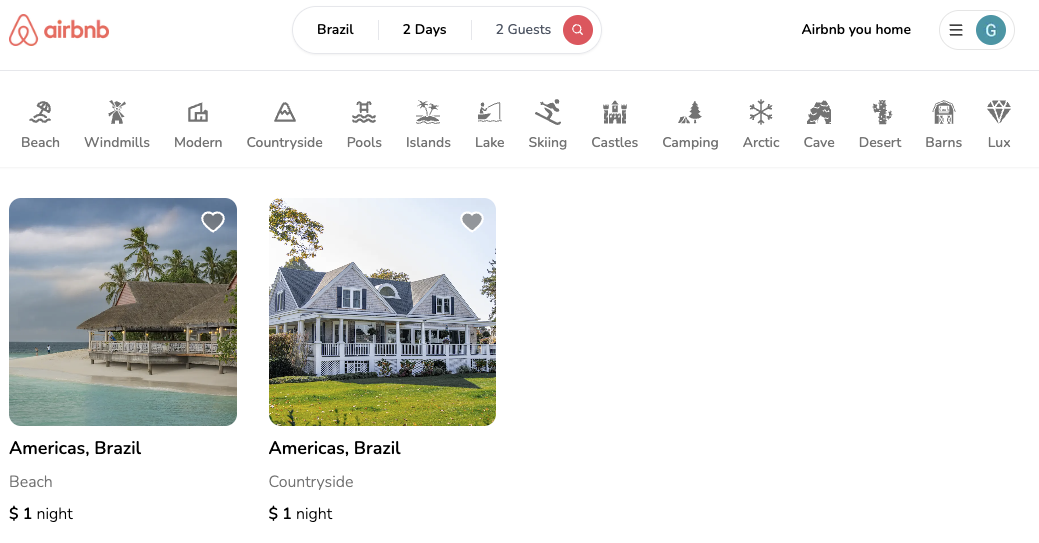 airbnb
Brazil 2 Days 2 Guests
Airbnb you home
G
Beach Windmills Modern Countryside Pools Islands Lake Skiing Castles Camping Arctic Cave Desert Barns Lux
Americas, Brazil
Beach
$ 1 night
Americas, Brazil
Countryside
$ 1 night